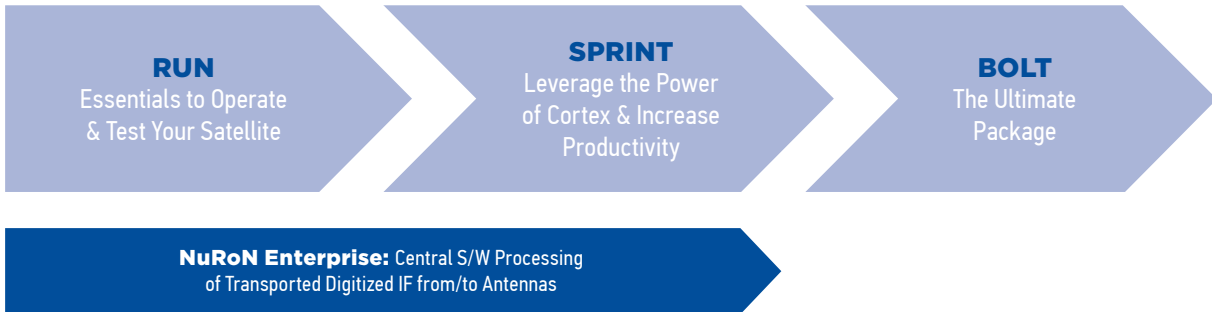 RUN
Essentials to Operate
& Test Your Satellite
SPRINT
Leverage the Power
of Cortex & Increase
Productivity
BOLT
The Ultimate
Package
NuRoN Enterprise: Central S/W Processing
of Transported Digitized IF from/to Antennas